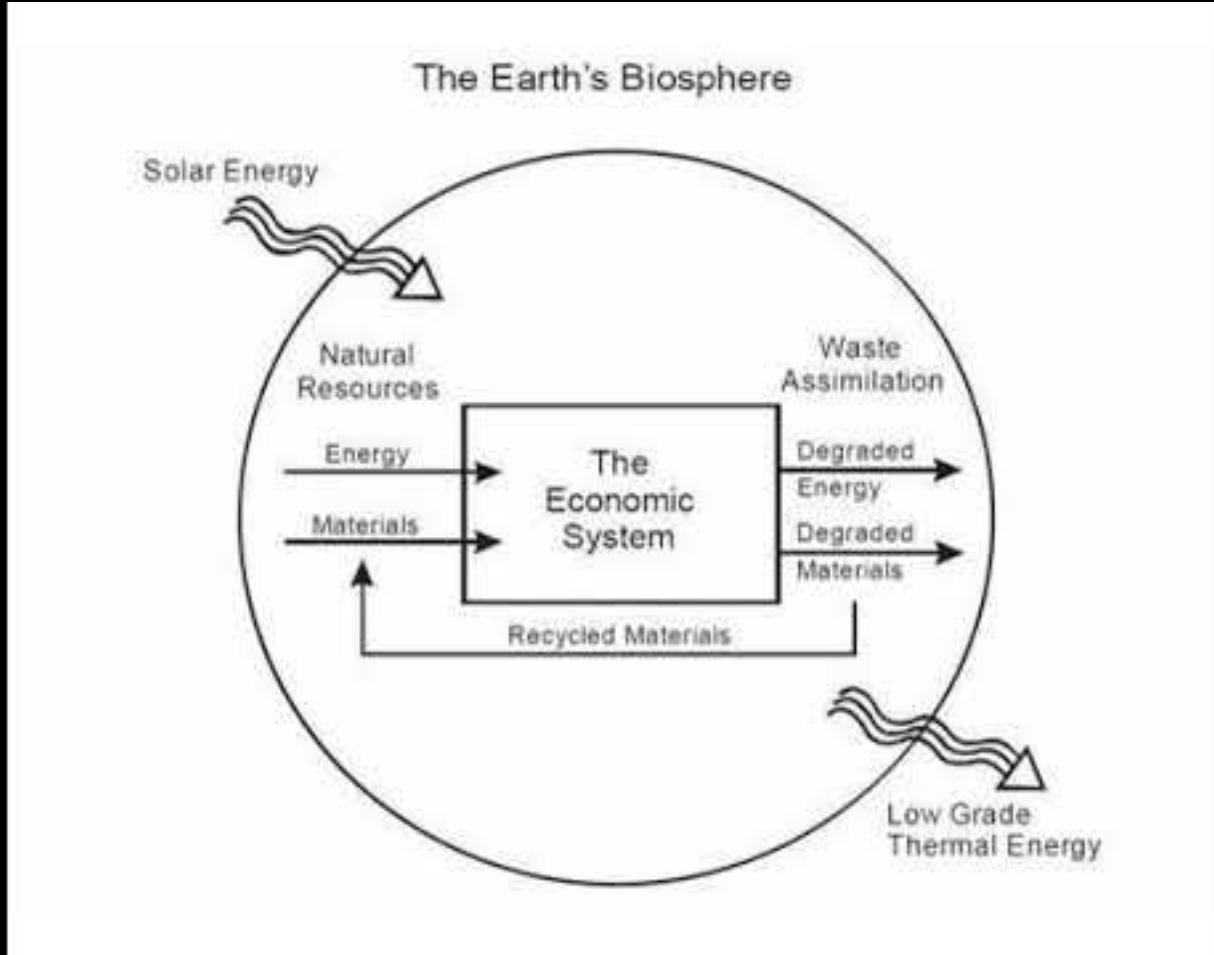 The Earth's Biosphere
Solar Energy
Natural
Resources
Waste
Assimilation
Energy
Materials
The
Economic
System
Degraded
Energy
Degraded
Materials
Recycled Materials
Low Grade
Thermal Energy